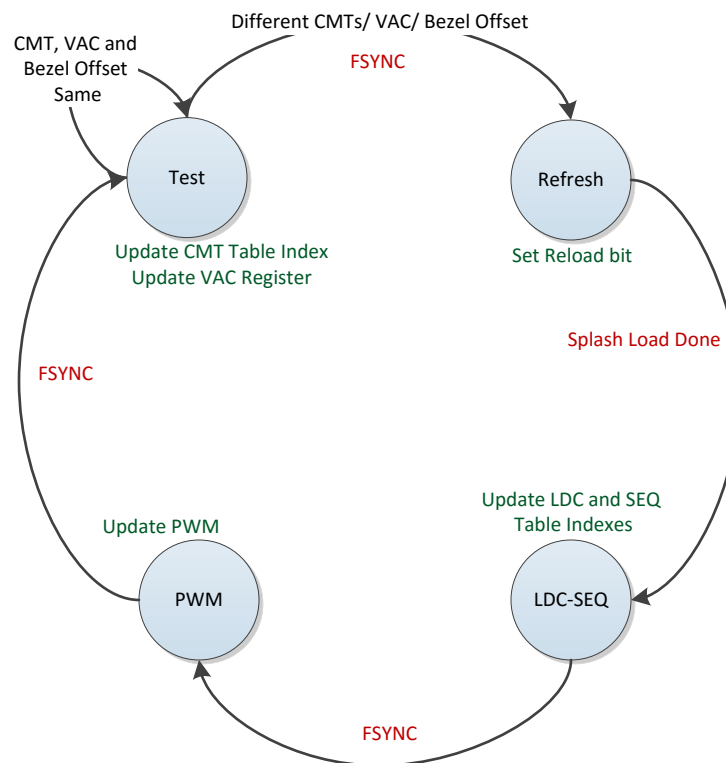 Different CMTs/ VAC/ Bezel Offset
CMT, VAC and
Bezel Offset
Same
FSYNC
Test
Refresh
Update CMT Table Index
Update VAC Register
Set Reload bit
Splash Load Done
FSYNC
Update LDC and SEQ
Table Indexes
Update PWM
PWM
LDC-SEQ
FSYNC